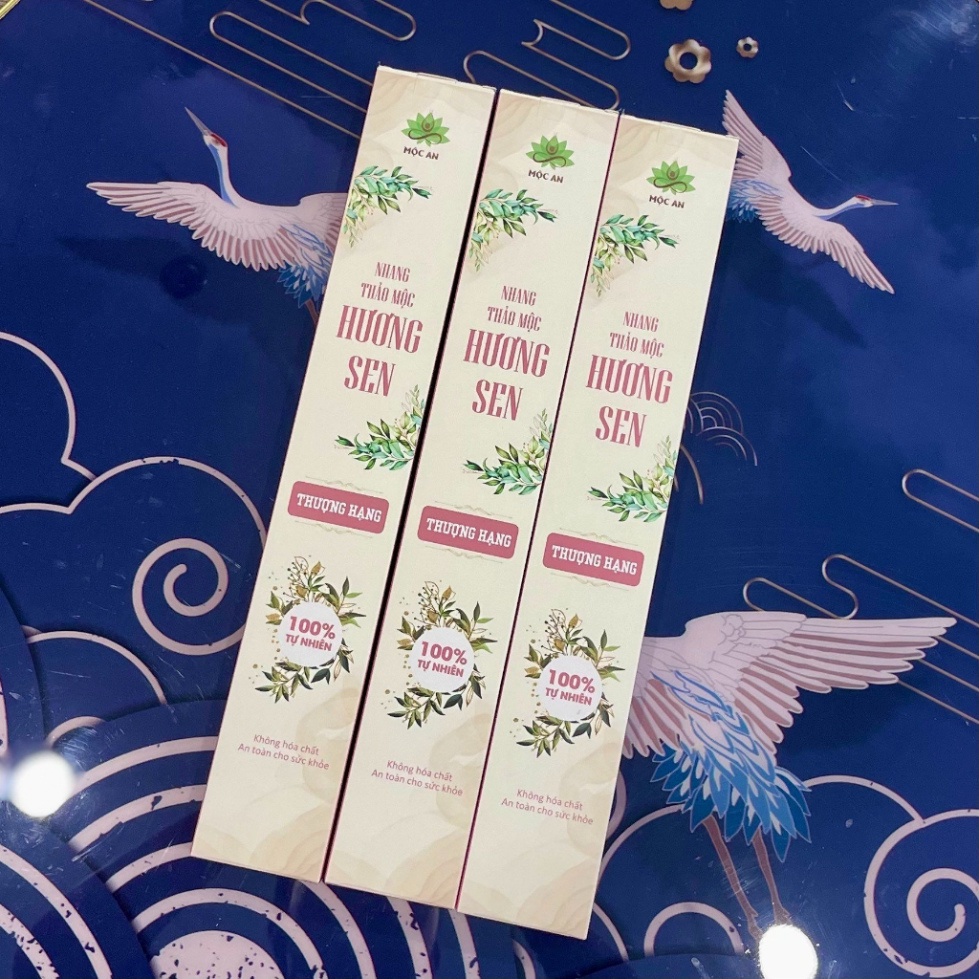 MỘC AN
NHANG
THẢO MỘC
HƯƠNG
SEN
THƯỢNG HẠNG
100%
TỰ NHIÊN
Không hóa chất
An toàn cho sức khỏe
MỘC AN
NHANG
THẢO MỘC
HƯƠNG
SEN
THƯỢNG HẠNG
100%
TỰ NHIÊN
Không hóa chất
An toàn cho sức khỏe
MỘC AN
NHANG
THẢO MỘC
HƯƠNG
SEN
THƯỢNG HẠNG
100%
TỰ NHIÊN
Không hóa chất
An toàn cho sức khỏe